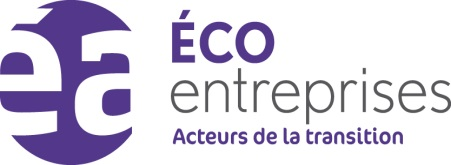 éa
ÉCO
entreprises
Acteurs de la transition